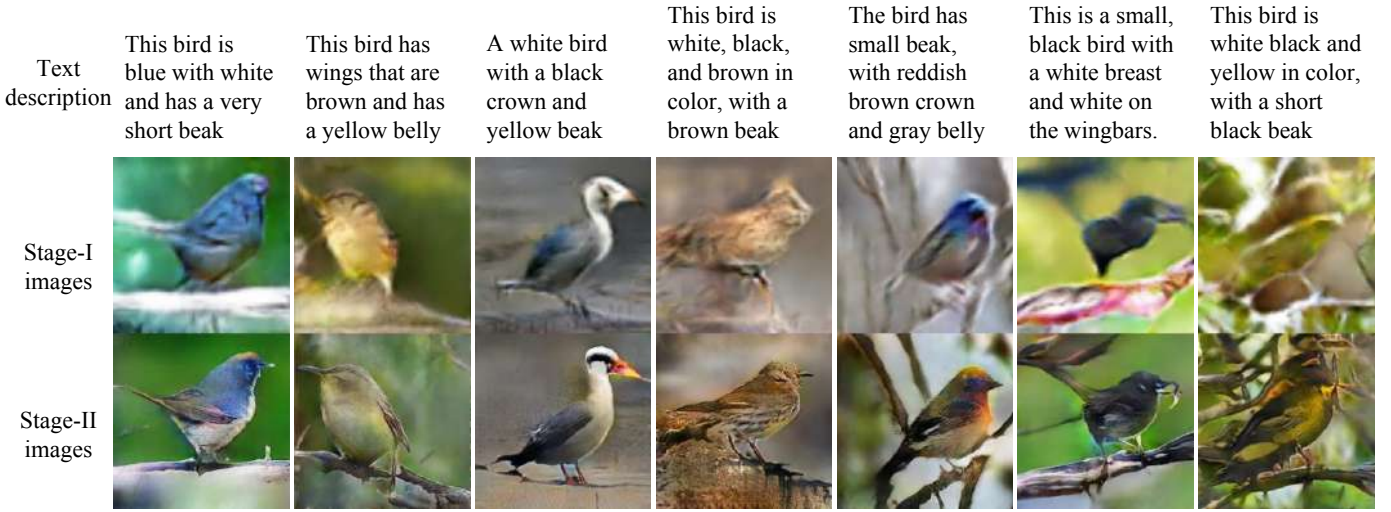 Text
description
This bird is
blue with white
and has a very
short beak
This bird has
wings that are
brown and has
a yellow belly
A white bird
with a black
crown and
yellow beak
This bird is
white, black,
and brown in
color, with a
brown beak
The bird has
small beak,
with reddish
brown crown
and gray belly
This is a small,
black bird with
a white breast
and white on
the wingbars.
This bird is
white black and
yellow in color,
with a short
black beak
Stage-I
images
Stage-II
images